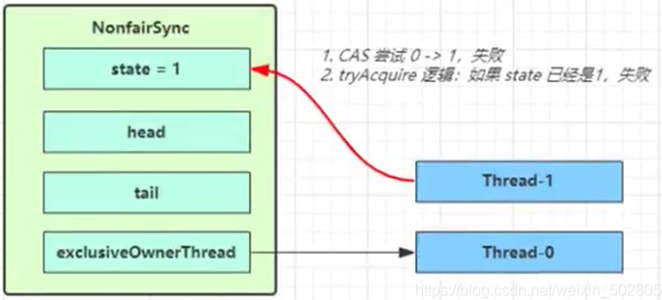 NonfairSync
state = 1
head
tail
exclusiveOwnerThread
1. CAS 尝试 0 -> 1，失败
2. tryAcquire 逻辑：如果 state 已经是1，失败
Thread-1
Thread-0
https://blog.csdn.net/weixin_502805